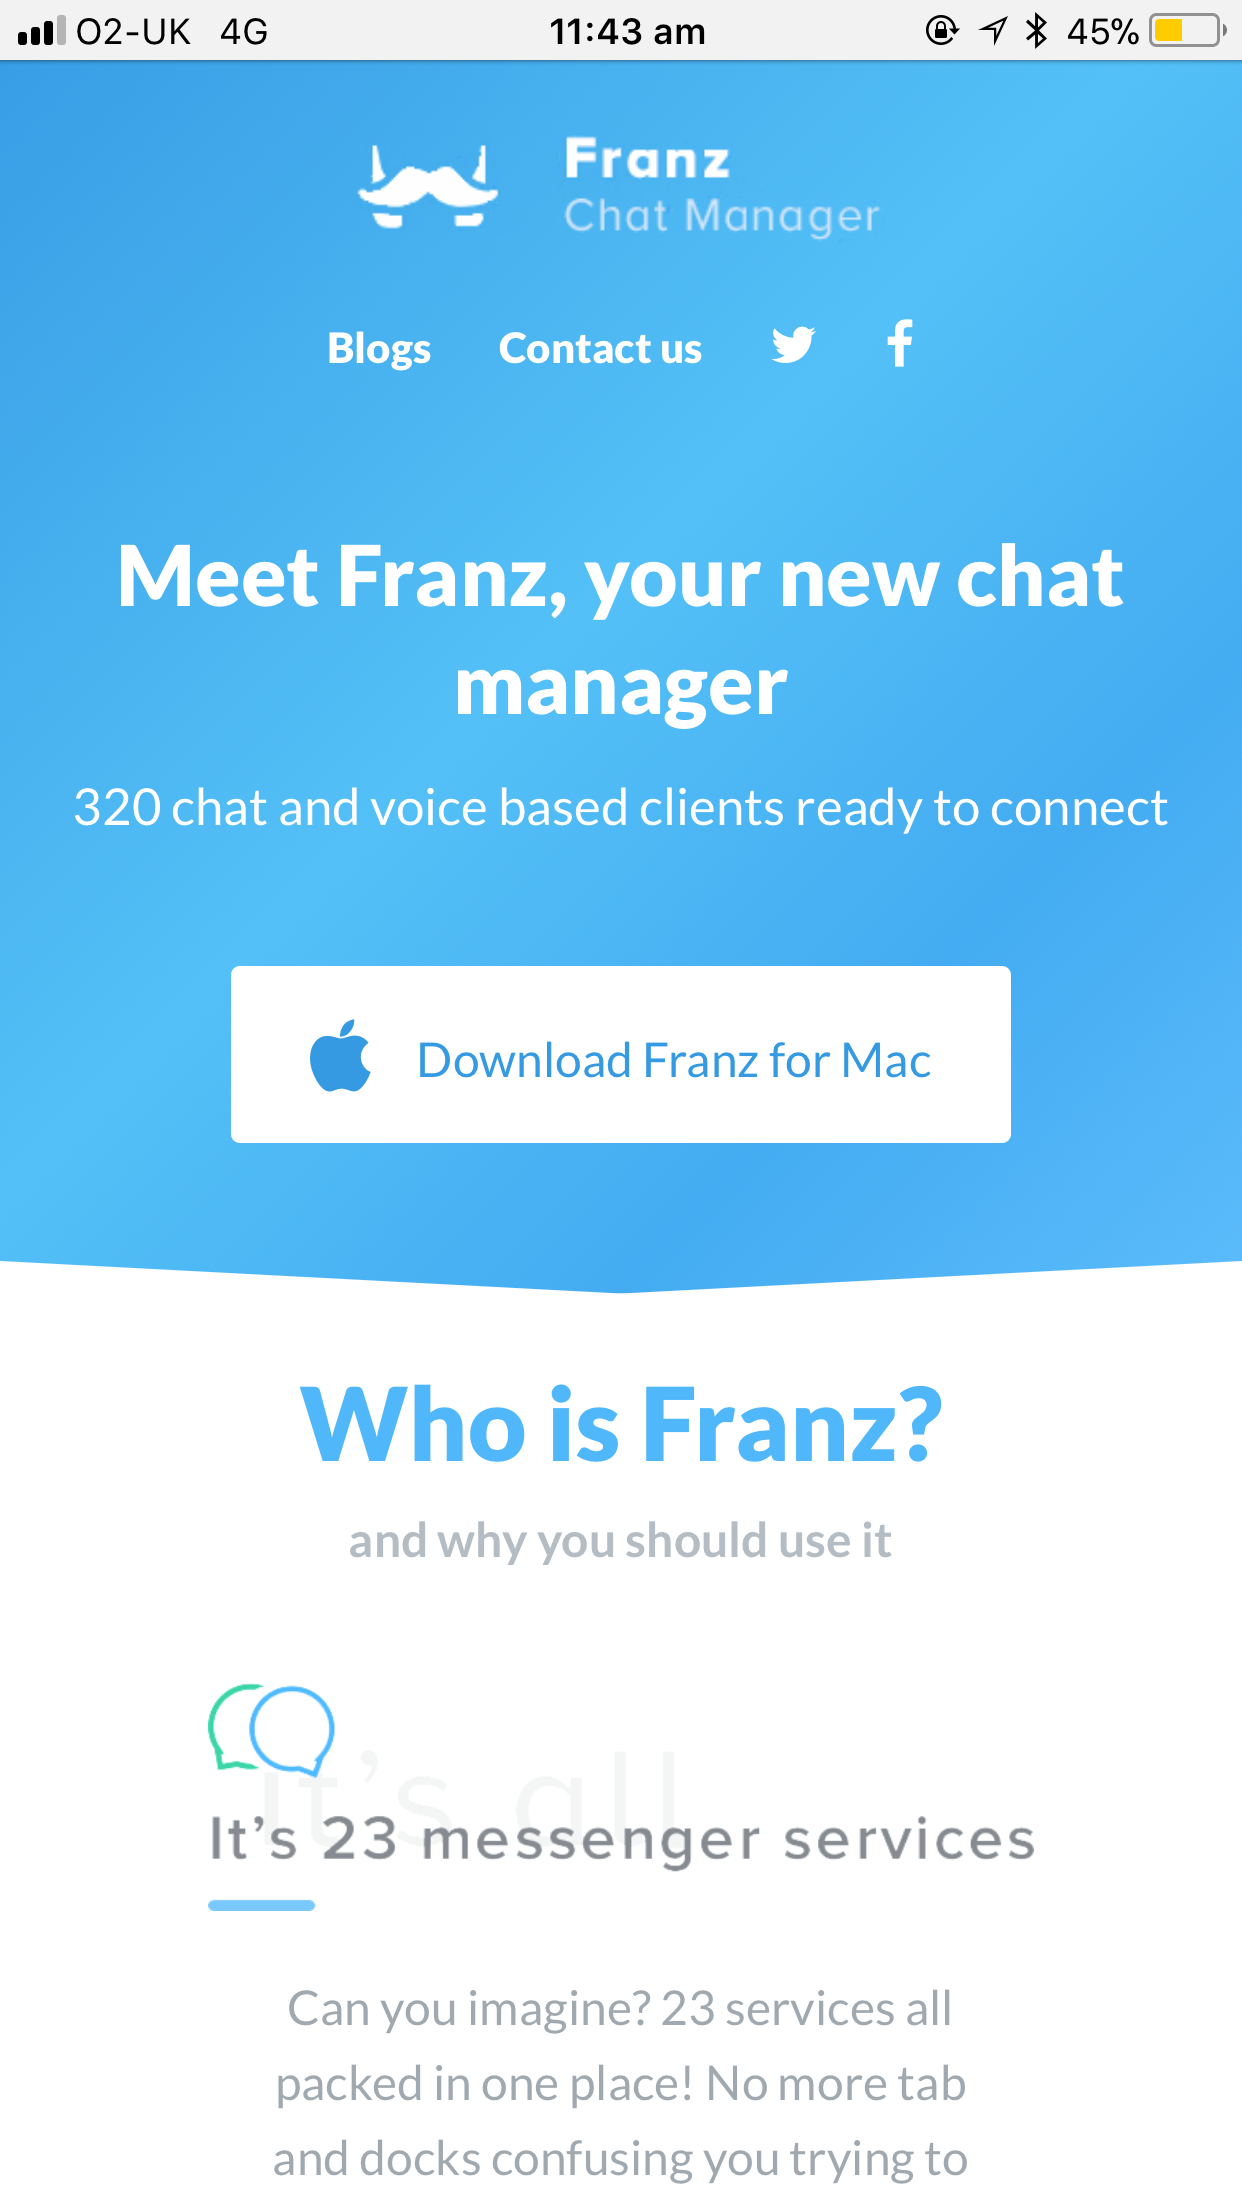 O2-UK 4G 11:43 am 45%
Franz
Chat Manager
Blogs Contact us
Meet Franz, your new chat
manager
320 chat and voice based clients ready to connect
Download Franz for Mac
Who is Franz?
and why you should use it
it's all
It's 23 messenger services
Can you imagine? 23 services all
packed in one place! No more tab
and docks confusing you trying to